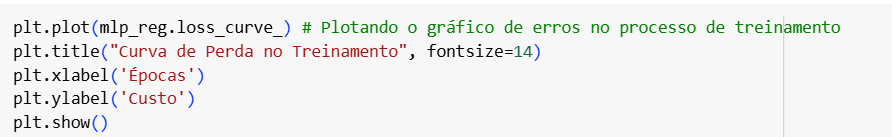 plt.plot(mlp_reg.loss_curve_) # Plotando o gráfico de erros no processo de treinamento
plt.title("Curva de Perda no Treinamento", fontsize=14)
plt.xlabel('Épocas')
plt.ylabel('Custo')
plt.show()